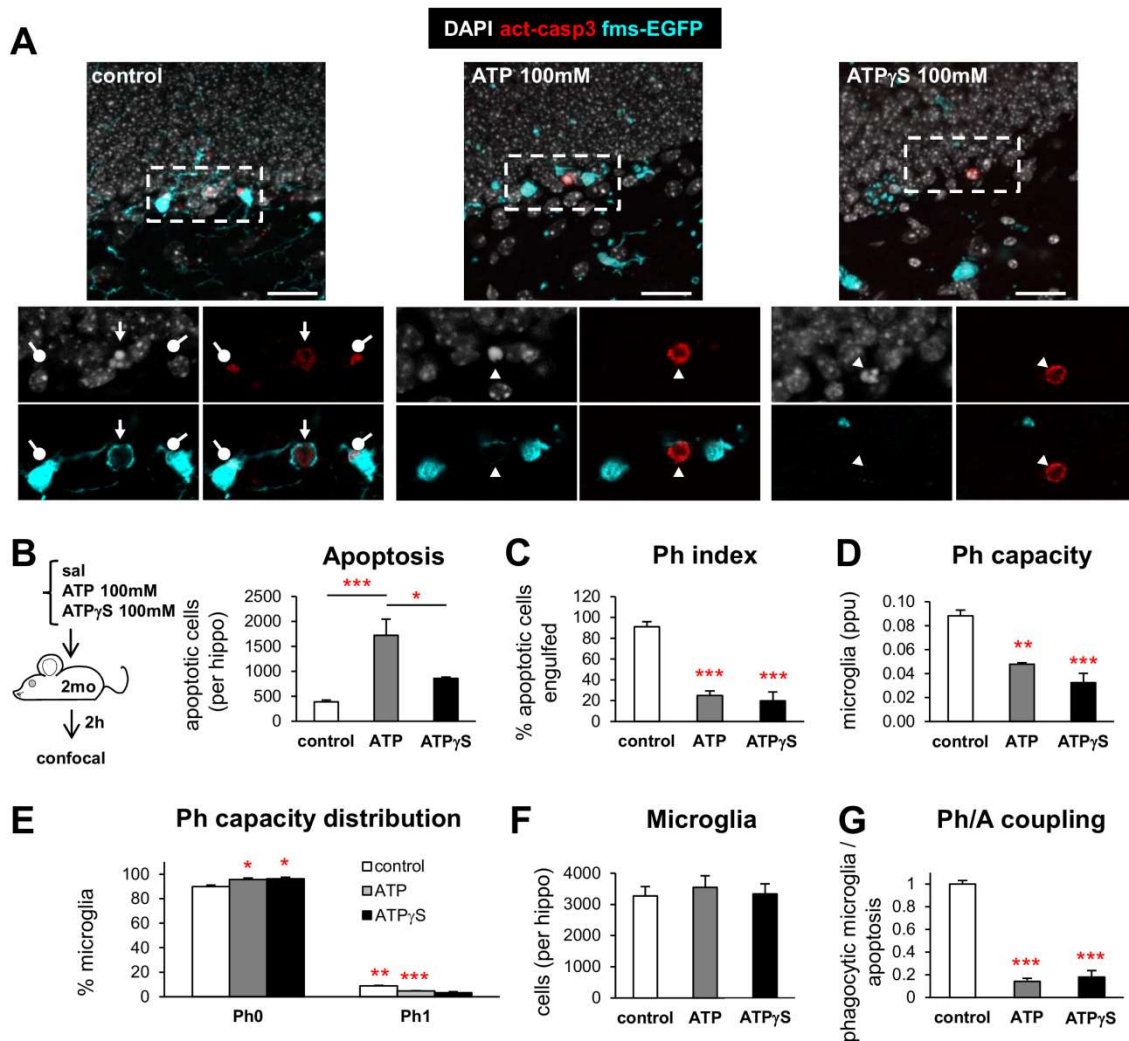 DAPI act-casp3 fms-EGFP
A
control
ATP 100mM
ATPγS 100mM
B
sal
ATP 100mM
ATPγS 100mM
2mo
2h
confocal
Apoptosis
apoptotic cells
(per hippo)
2500
2000
1500
1000
500
0
***
*
control
ATP
ATPγS
C
Ph index
% apoptotic cells
engulfed
120
100
80
60
40
20
0
***
***
control
ATP
ATPγS
D
Ph capacity
microglia (ppu)
0.10
0.08
0.06
0.04
0.02
0.00
**
***
control
ATP
ATPγS
E
Ph capacity distribution
% microglia
100
80
60
40
20
0
*
*
control
ATP
ATPγS
**
***
Ph0
Ph1
F
Microglia
cells (per hippo)
4000
3000
2000
1000
0
control
ATP
ATPγS
G
Ph/A coupling
phagocytic microglia /
apoptosis
1
0.8
0.6
0.4
0.2
0
***
***
control
ATP
ATPγS